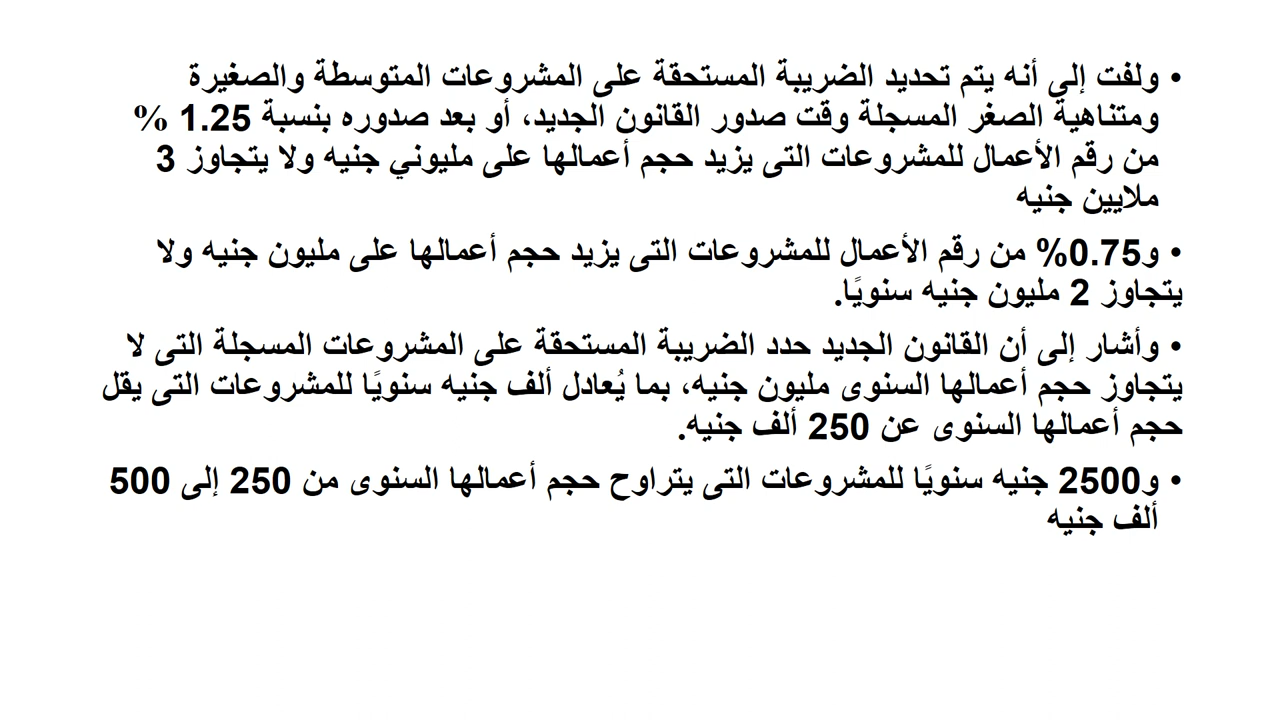 • ولفت إلى أنه يتم تحديد الضريبة المستحقة على المشروعات المتوسطة والصغيرة
ومتناهية الصغر المسجلة وقت صدور القانون الجديد، أو بعد صدوره بنسبة 1.25 %
من رقم الأعمال للمشروعات التى يزيد حجم أعمالها على مليوني جنيه ولا يتجاوز 3
ملايين جنيه
• و0.75% من رقم الأعمال للمشروعات التى يزيد حجم أعمالها على مليون جنيه ولا
يتجاوز 2 مليون جنيه سنويًا.
• وأشار إلى أن القانون الجديد حدد الضريبة المستحقة على المشروعات المسجلة التى لا
يتجاوز حجم أعمالها السنوى مليون جنيه، بما يُعادل ألف جنيه سنويًا للمشروعات التى يقل
حجم أعمالها السنوى عن 250 ألف جنيه.
• و2500 جنيه سنويًا للمشروعات التى يتراوح حجم أعمالها السنوى من 250 إلى 500
ألف جنيه